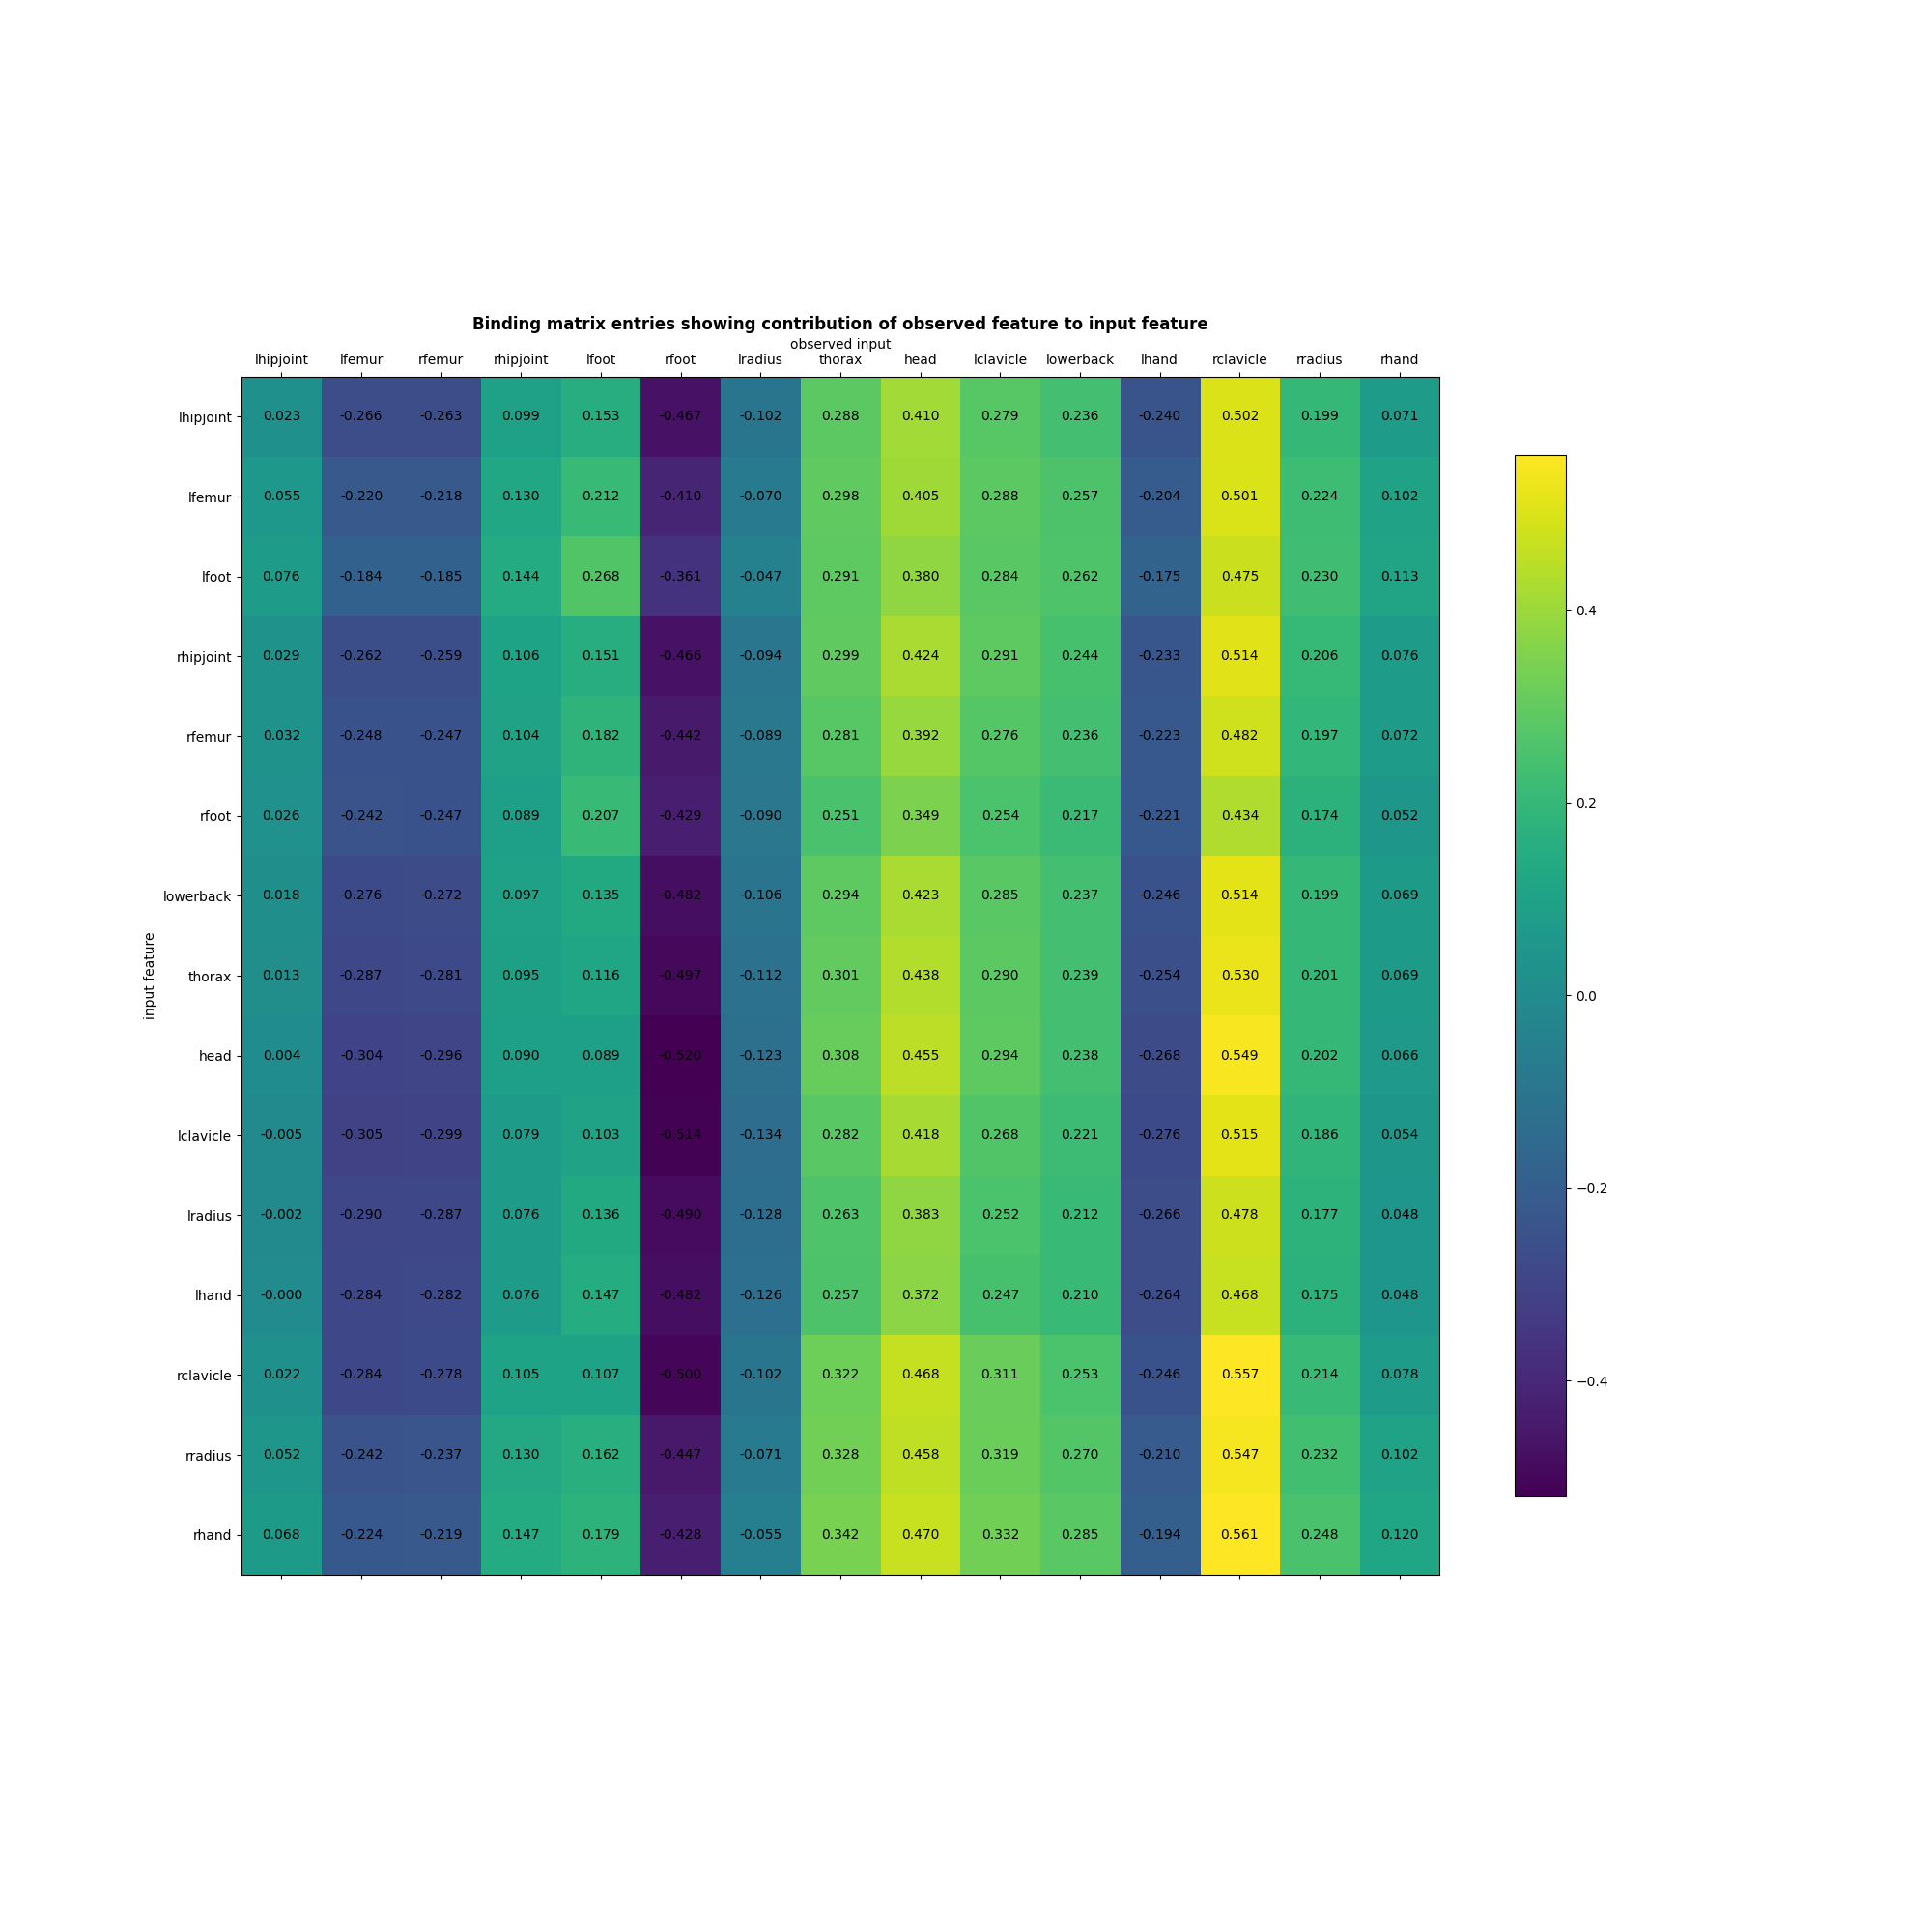 Binding matrix entries showing contribution of observed feature to input feature
observed input
lhipjoint lfemur rfemur rhipjoint lfoot rfoot lradius thorax head lclavicle lowerback lhand rclavicle rradius rhand
lhipjoint 0.023 -0.266 -0.263 0.099 0.153 -0.467 -0.102 0.288 0.410 0.279 0.236 -0.240 0.502 0.199 0.071
lfemur 0.055 -0.220 -0.218 0.130 0.212 -0.410 -0.070 0.298 0.405 0.288 0.257 -0.204 0.501 0.224 0.102
lfoot 0.076 -0.184 -0.185 0.144 0.268 -0.361 -0.047 0.291 0.380 0.284 0.262 -0.175 0.475 0.230 0.113
0.4
rhipjoint 0.029 -0.262 -0.259 0.106 0.151 -0.466 -0.094 0.299 0.424 0.291 0.244 -0.233 0.514 0.206 0.076
rfemur 0.032 -0.248 -0.247 0.104 0.182 -0.442 -0.089 0.281 0.392 0.276 0.236 -0.223 0.482 0.197 0.072
0.2
rfoot 0.026 -0.242 -0.247 0.089 0.207 -0.429 -0.090 0.251 0.349 0.254 0.217 -0.221 0.434 0.174 0.052
lowerback 0.018 -0.276 -0.272 0.097 0.135 -0.482 -0.106 0.294 0.423 0.285 0.237 -0.246 0.514 0.199 0.069
input feature
thorax 0.013 -0.287 -0.281 0.095 0.116 -0.497 -0.112 0.301 0.438 0.290 0.239 -0.254 0.530 0.201 0.069
0.0
head 0.004 -0.304 -0.296 0.090 0.089 -0.520 -0.123 0.308 0.455 0.294 0.238 -0.268 0.549 0.202 0.066
lclavicle -0.005 -0.305 -0.299 0.079 0.103 -0.514 -0.134 0.282 0.418 0.268 0.221 -0.276 0.515 0.186 0.054
−0.2
lradius -0.002 -0.290 -0.287 0.076 0.136 -0.490 -0.128 0.263 0.383 0.252 0.212 -0.266 0.478 0.177 0.048
lhand -0.000 -0.284 -0.282 0.076 0.147 -0.482 -0.126 0.257 0.372 0.247 0.210 -0.264 0.468 0.175 0.048
rclavicle 0.022 -0.284 -0.278 0.105 0.107 -0.500 -0.102 0.322 0.468 0.311 0.253 -0.246 0.557 0.214 0.078
−0.4
rradius 0.052 -0.242 -0.237 0.130 0.162 -0.447 -0.071 0.328 0.458 0.319 0.270 -0.210 0.547 0.232 0.102
rhand 0.068 -0.224 -0.219 0.147 0.179 -0.428 -0.055 0.342 0.470 0.332 0.285 -0.194 0.561 0.248 0.120